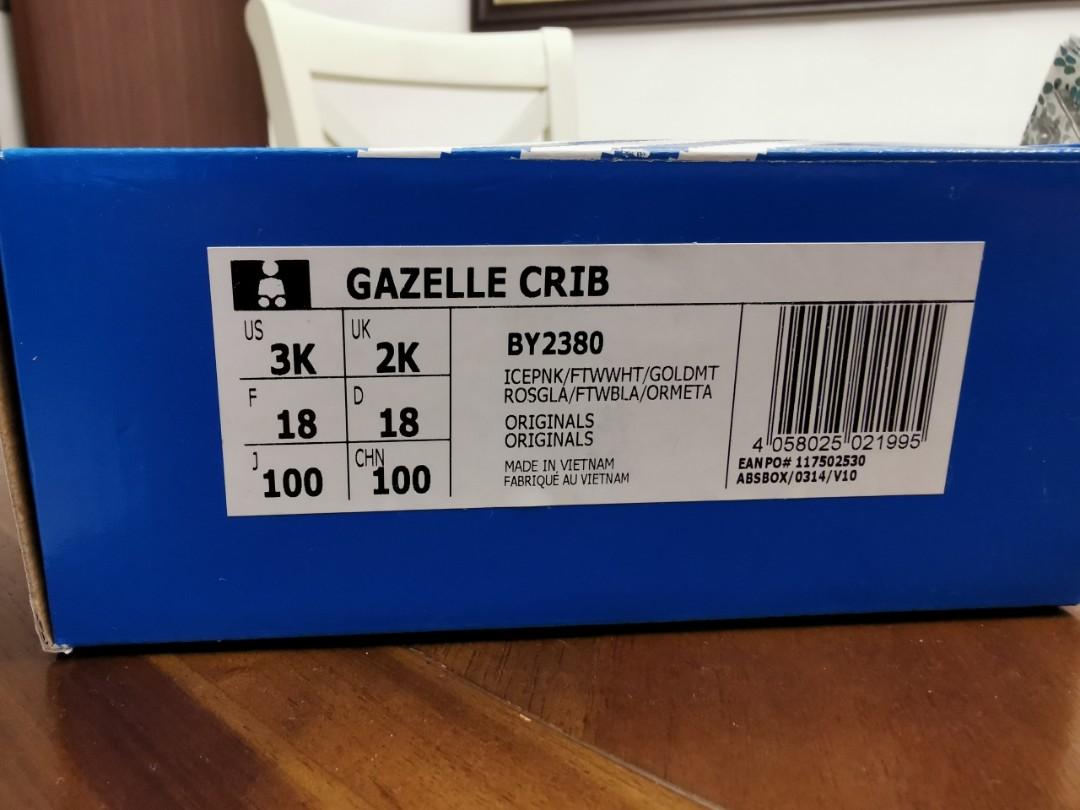 GAZELLE CRIB
US 3K UK 2K
F 18 D 18
J 100 CHN 100
BY2380
ICEPNK/FTWWHT/GOLDMT
ROSGLA/FTWBLA/ORMETA
ORIGINALS
ORIGINALS
MADE IN VIETNAM
FABRIQUÉ AU VIETNAM
4 058025 021995
EAN PO# 117502530
ABSBOX/0314/V10